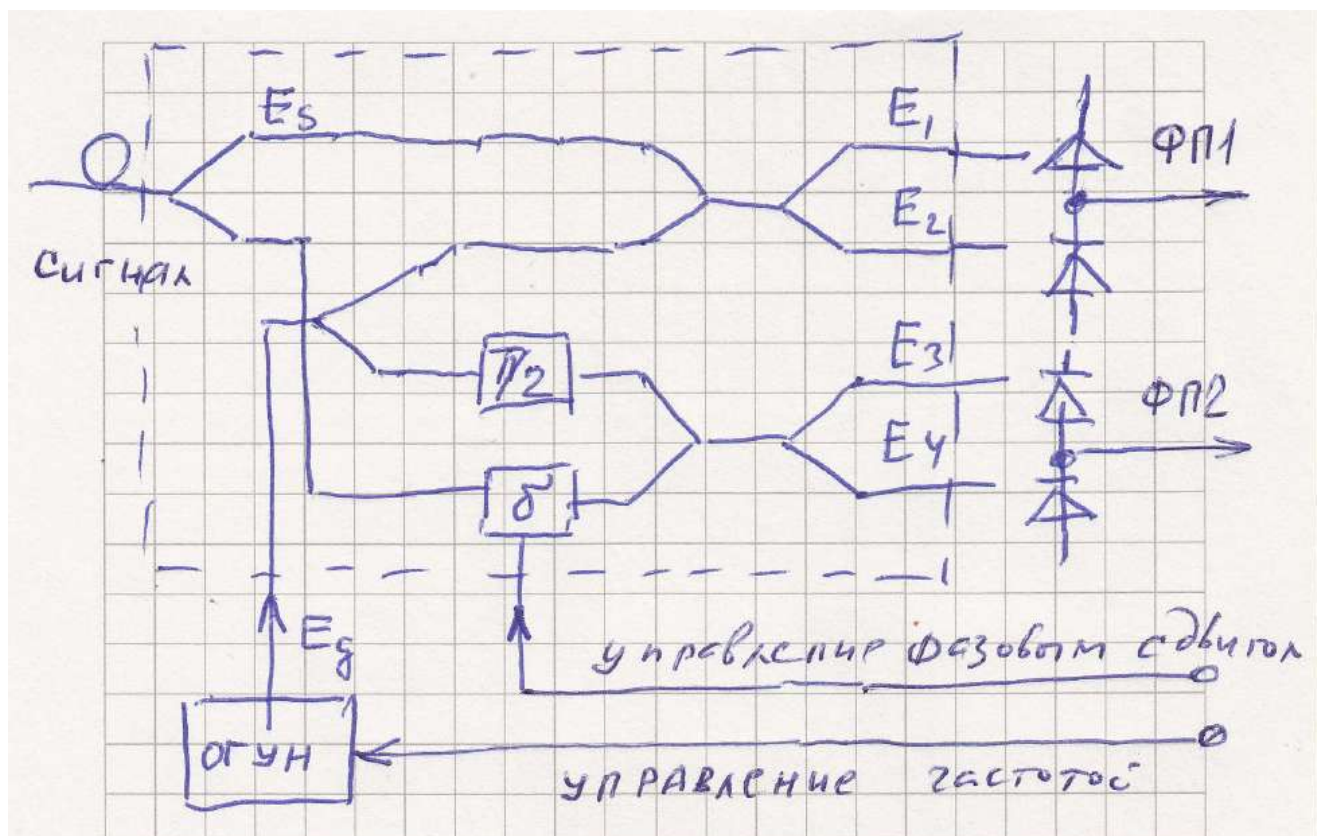 Es
E1
ФП1
E2
сигнал
E3
π/2
ФП2
E4
δ
Eg
управление фазовым сдвигом
ОГУН
управление частотой